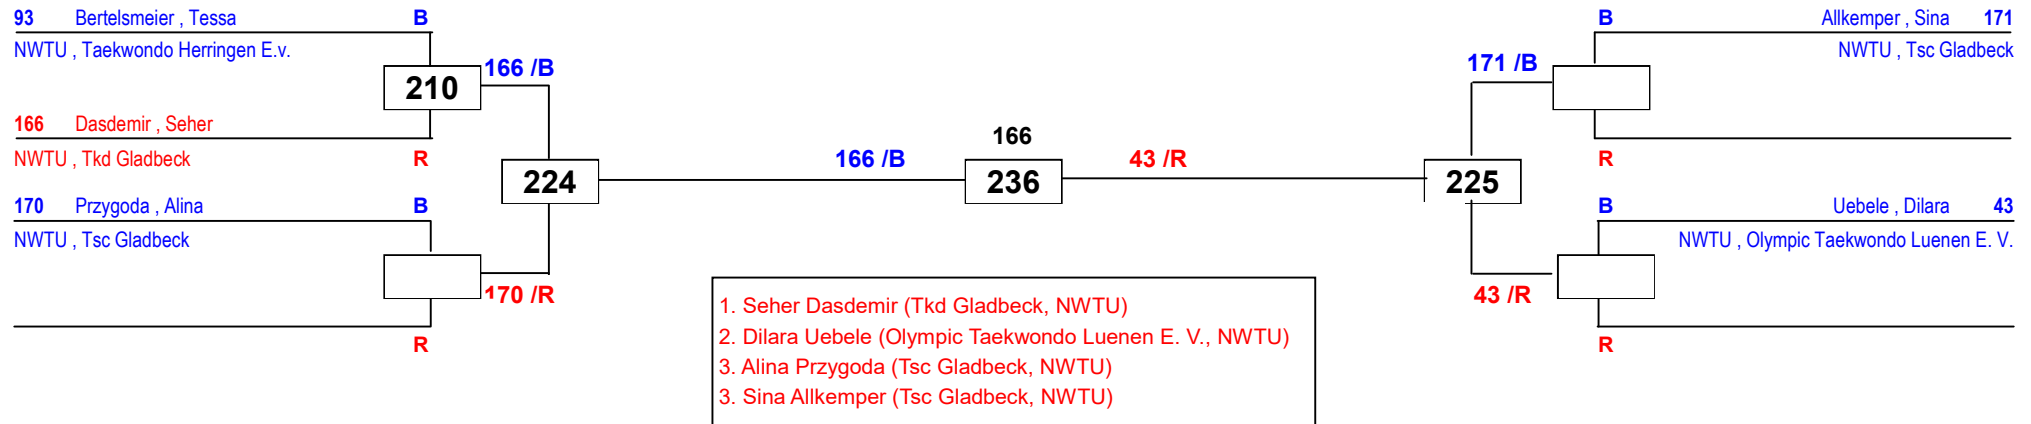 93 Bertelsmeier , Tessa B
NWTU , Taekwondo Herringen E.v.
210
166 /B
166 Dasdemir , Seher
NWTU , Tkd Gladbeck R
224
170 Przygoda , Alina B
NWTU , Tsc Gladbeck
170 /R
R
166 /B
166
236
43 /R
B Allkemper , Sina 171
NWTU , Tsc Gladbeck
171 /B
R
225
B Uebele , Dilara 43
NWTU , Olympic Taekwondo Luenen E. V.
43 /R
R
1. Seher Dasdemir (Tkd Gladbeck, NWTU)
2. Dilara Uebele (Olympic Taekwondo Luenen E. V., NWTU)
3. Alina Przygoda (Tsc Gladbeck, NWTU)
3. Sina Allkemper (Tsc Gladbeck, NWTU)